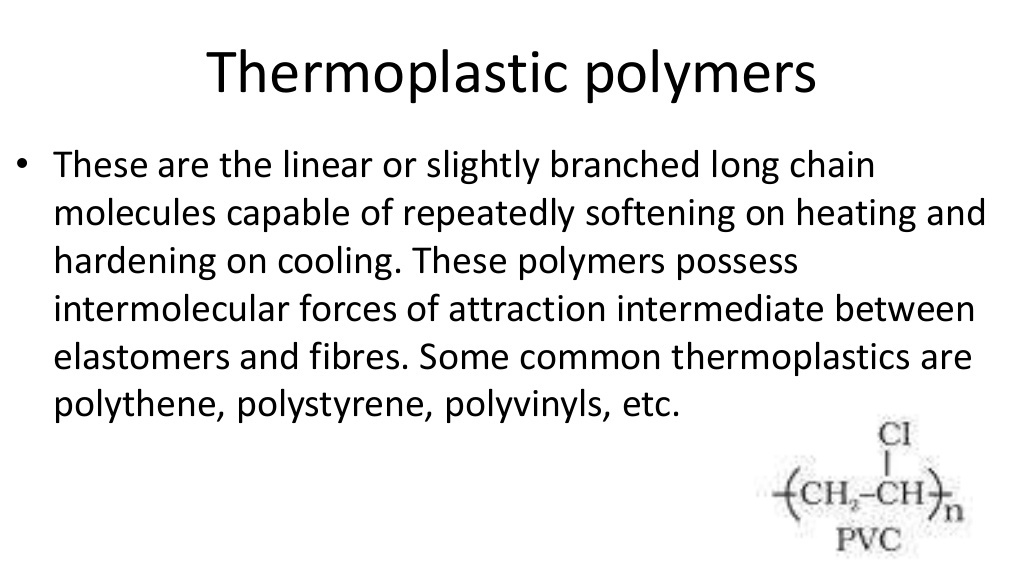 Thermoplastic polymers
• These are the linear or slightly branched long chain
molecules capable of repeatedly softening on heating and
hardening on cooling. These polymers possess
intermolecular forces of attraction intermediate between
elastomers and fibres. Some common thermoplastics are
polythene, polystyrene, polyvinyls, etc.
Cl
(CH₂–CH)n
PVC